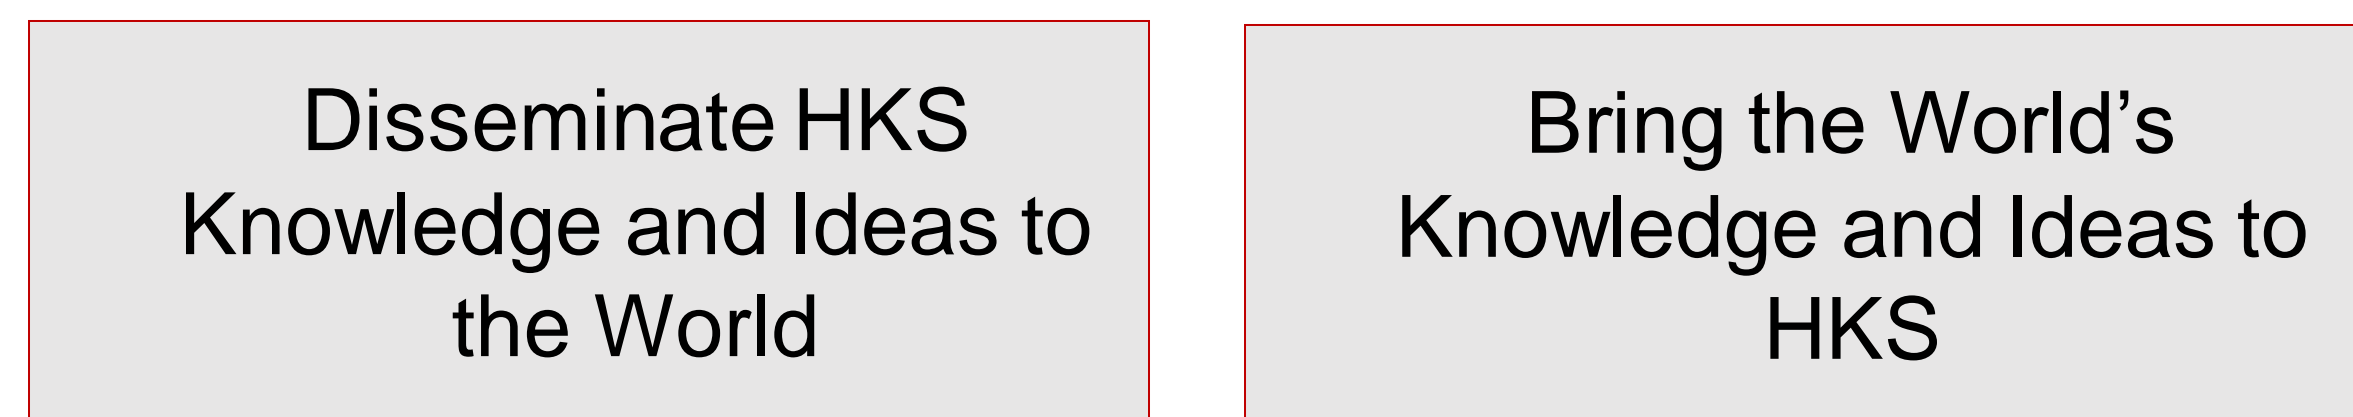 Disseminate HKS
Knowledge and Ideas to
the World
Bring the World’s
Knowledge and Ideas to
HKS